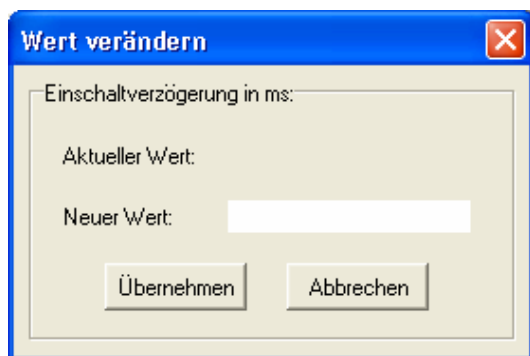 Wert verändern
Einschaltverzögerung in ms:
Aktueller Wert:
Neuer Wert:
Übernehmen Abbrechen